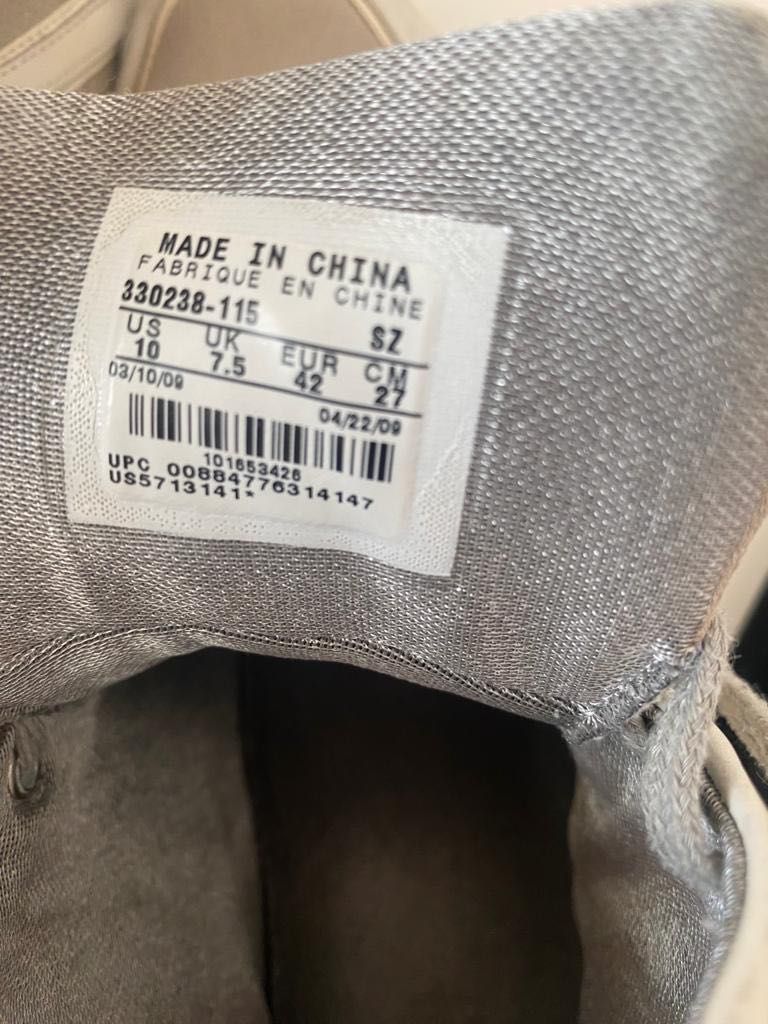 MADE IN CHINA
FABRIQUE EN CHINE
330238-115 SZ
US UK EUR CM
10 7.5 42 27
03/10/09 04/22/09
101653426
UPC 00884776314147
US5713141*